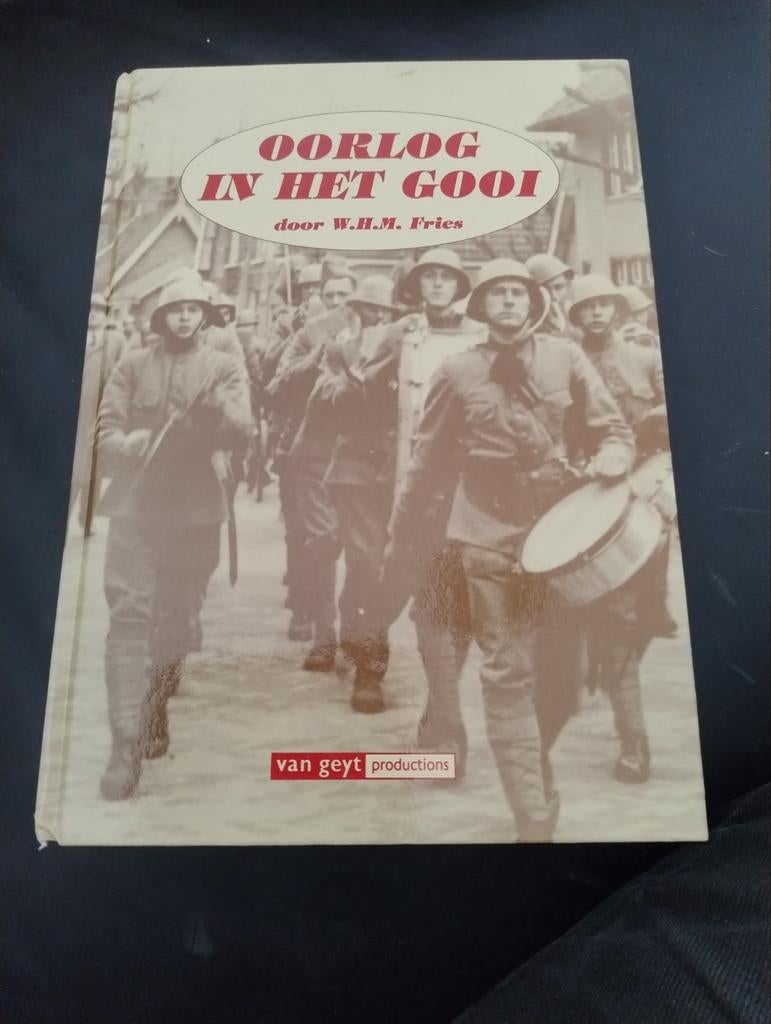 OORLOG
IN HET GOOI
door W.H.M. Fries
van geyt productions